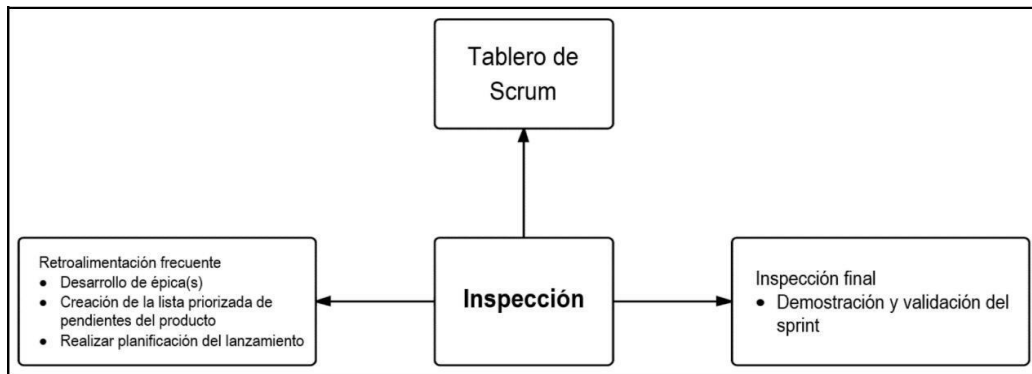 Tablero de
Scrum
Retroalimentación frecuente
● Desarrollo de épica(s)
● Creación de la lista priorizada de
pendientes del producto
● Realizar planificación del lanzamiento
Inspección
Inspección final
● Demostración y validación del
sprint